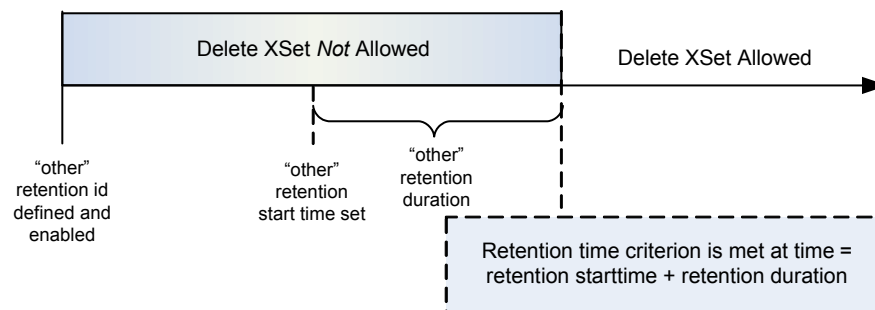 Delete XSet Not Allowed
Delete XSet Allowed
“other”
retention id
defined and
enabled
“other”
retention
start time set
“other”
retention
duration
Retention time criterion is met at time =
retention starttime + retention duration